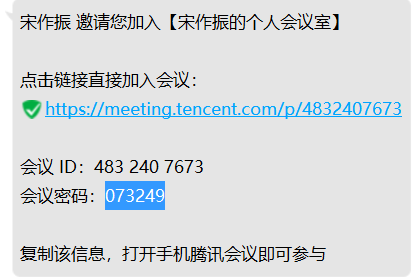 宋作振 邀请您加入【宋作振的个人会议室】
点击链接直接加入会议：
https://meeting.tencent.com/p/4832407673
会议 ID：483 240 7673
会议密码：073249
复制该信息，打开手机腾讯会议即可参与